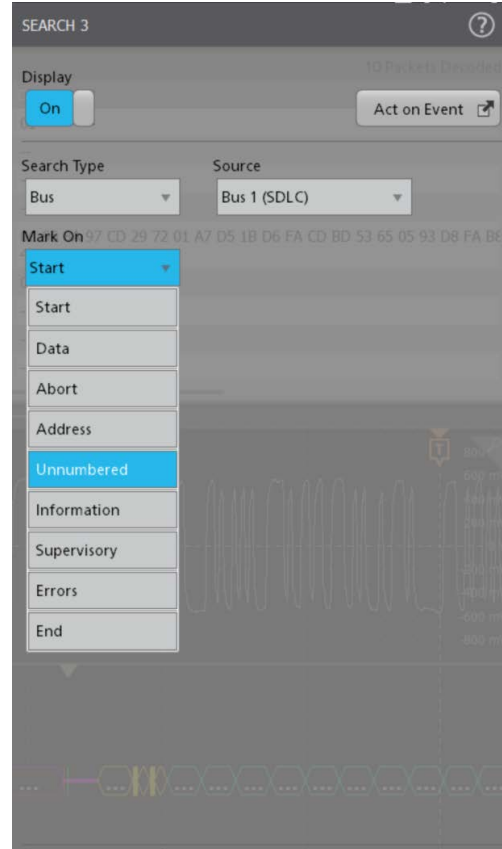 SEARCH 3
?
10 Packets Decoded
Display
On
Act on Event
Search Type
Source
Bus
Bus 1 (SDLC)
Mark On
97 CD 29 72 01 A7 D5 1B D6 FA CD BD 53 65 05 93 D8 FA
Start
Start
Data
Abort
Address
Unnumbered
T
Information
Supervisory
Errors
-600 m
End
-800 m
... ... ... ... ... ... ... ...